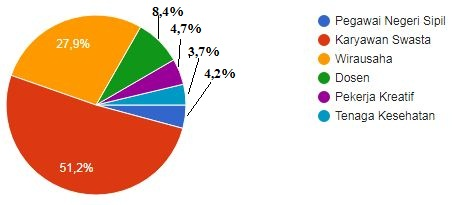 8,4%
4,7%
3,7%
4,2%
27,9%
51,2%
Pegawai Negeri Sipil
Karyawan Swasta
Wirausaha
Dosen
Pekerja Kreatif
Tenaga Kesehatan